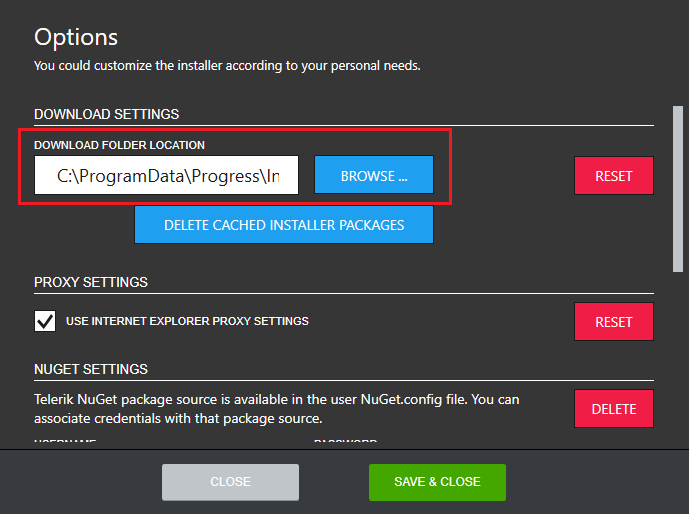 Options
You could customize the installer according to your personal needs.
DOWNLOAD SETTINGS
DOWNLOAD FOLDER LOCATION
C:\ProgramData\Progress\In
BROWSE ...
RESET
DELETE CACHED INSTALLER PACKAGES
PROXY SETTINGS
USE INTERNET EXPLORER PROXY SETTINGS
RESET
NUGET SETTINGS
Telerik NuGet package source is available in the user NuGet.config file. You can
associate credentials with that package source.
DELETE
USERNAME
PASSWORD
CLOSE
SAVE & CLOSE